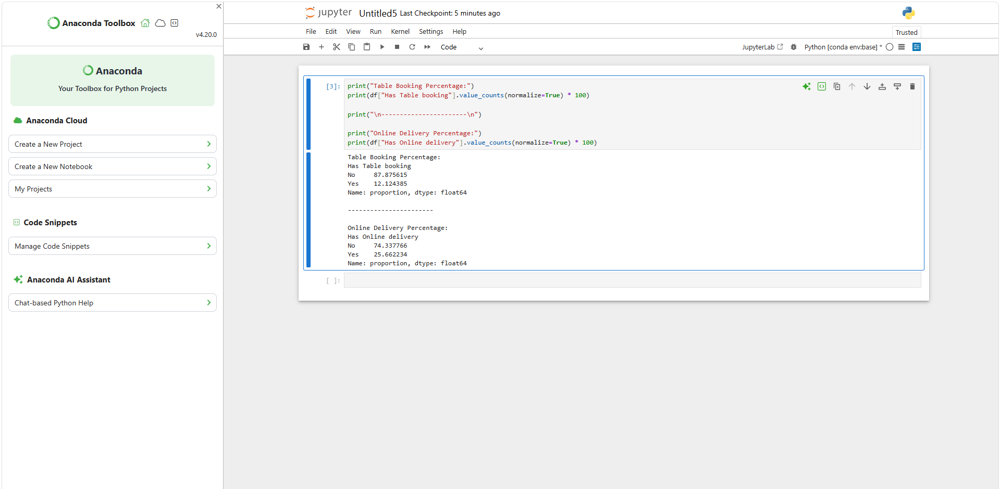 Anaconda Toolbox
v4.20.0
Anaconda
Your Toolbox for Python Projects
Anaconda Cloud
Create a New Project
Create a New Notebook
My Projects
Code Snippets
Manage Code Snippets
Anaconda AI Assistant
Chat-based Python Help
jupyter Untitled5 Last Checkpoint: 5 minutes ago
File Edit View Run Kernel Settings Help
Trusted
Code
JupyterLab Python [conda env:base] *
[3]: print("Table Booking Percentage:")
print(df["Has Table booking"].value_counts(normalize=True) * 100)
print("\n-----------------------\n")
print("Online Delivery Percentage:")
print(df["Has Online delivery"].value_counts(normalize=True) * 100)
Table Booking Percentage:
Has Table booking
No     87.875615
Yes    12.124385
Name: proportion, dtype: float64
-----------------------
Online Delivery Percentage:
Has Online delivery
No     74.337766
Yes    25.662234
Name: proportion, dtype: float64
[ ]: